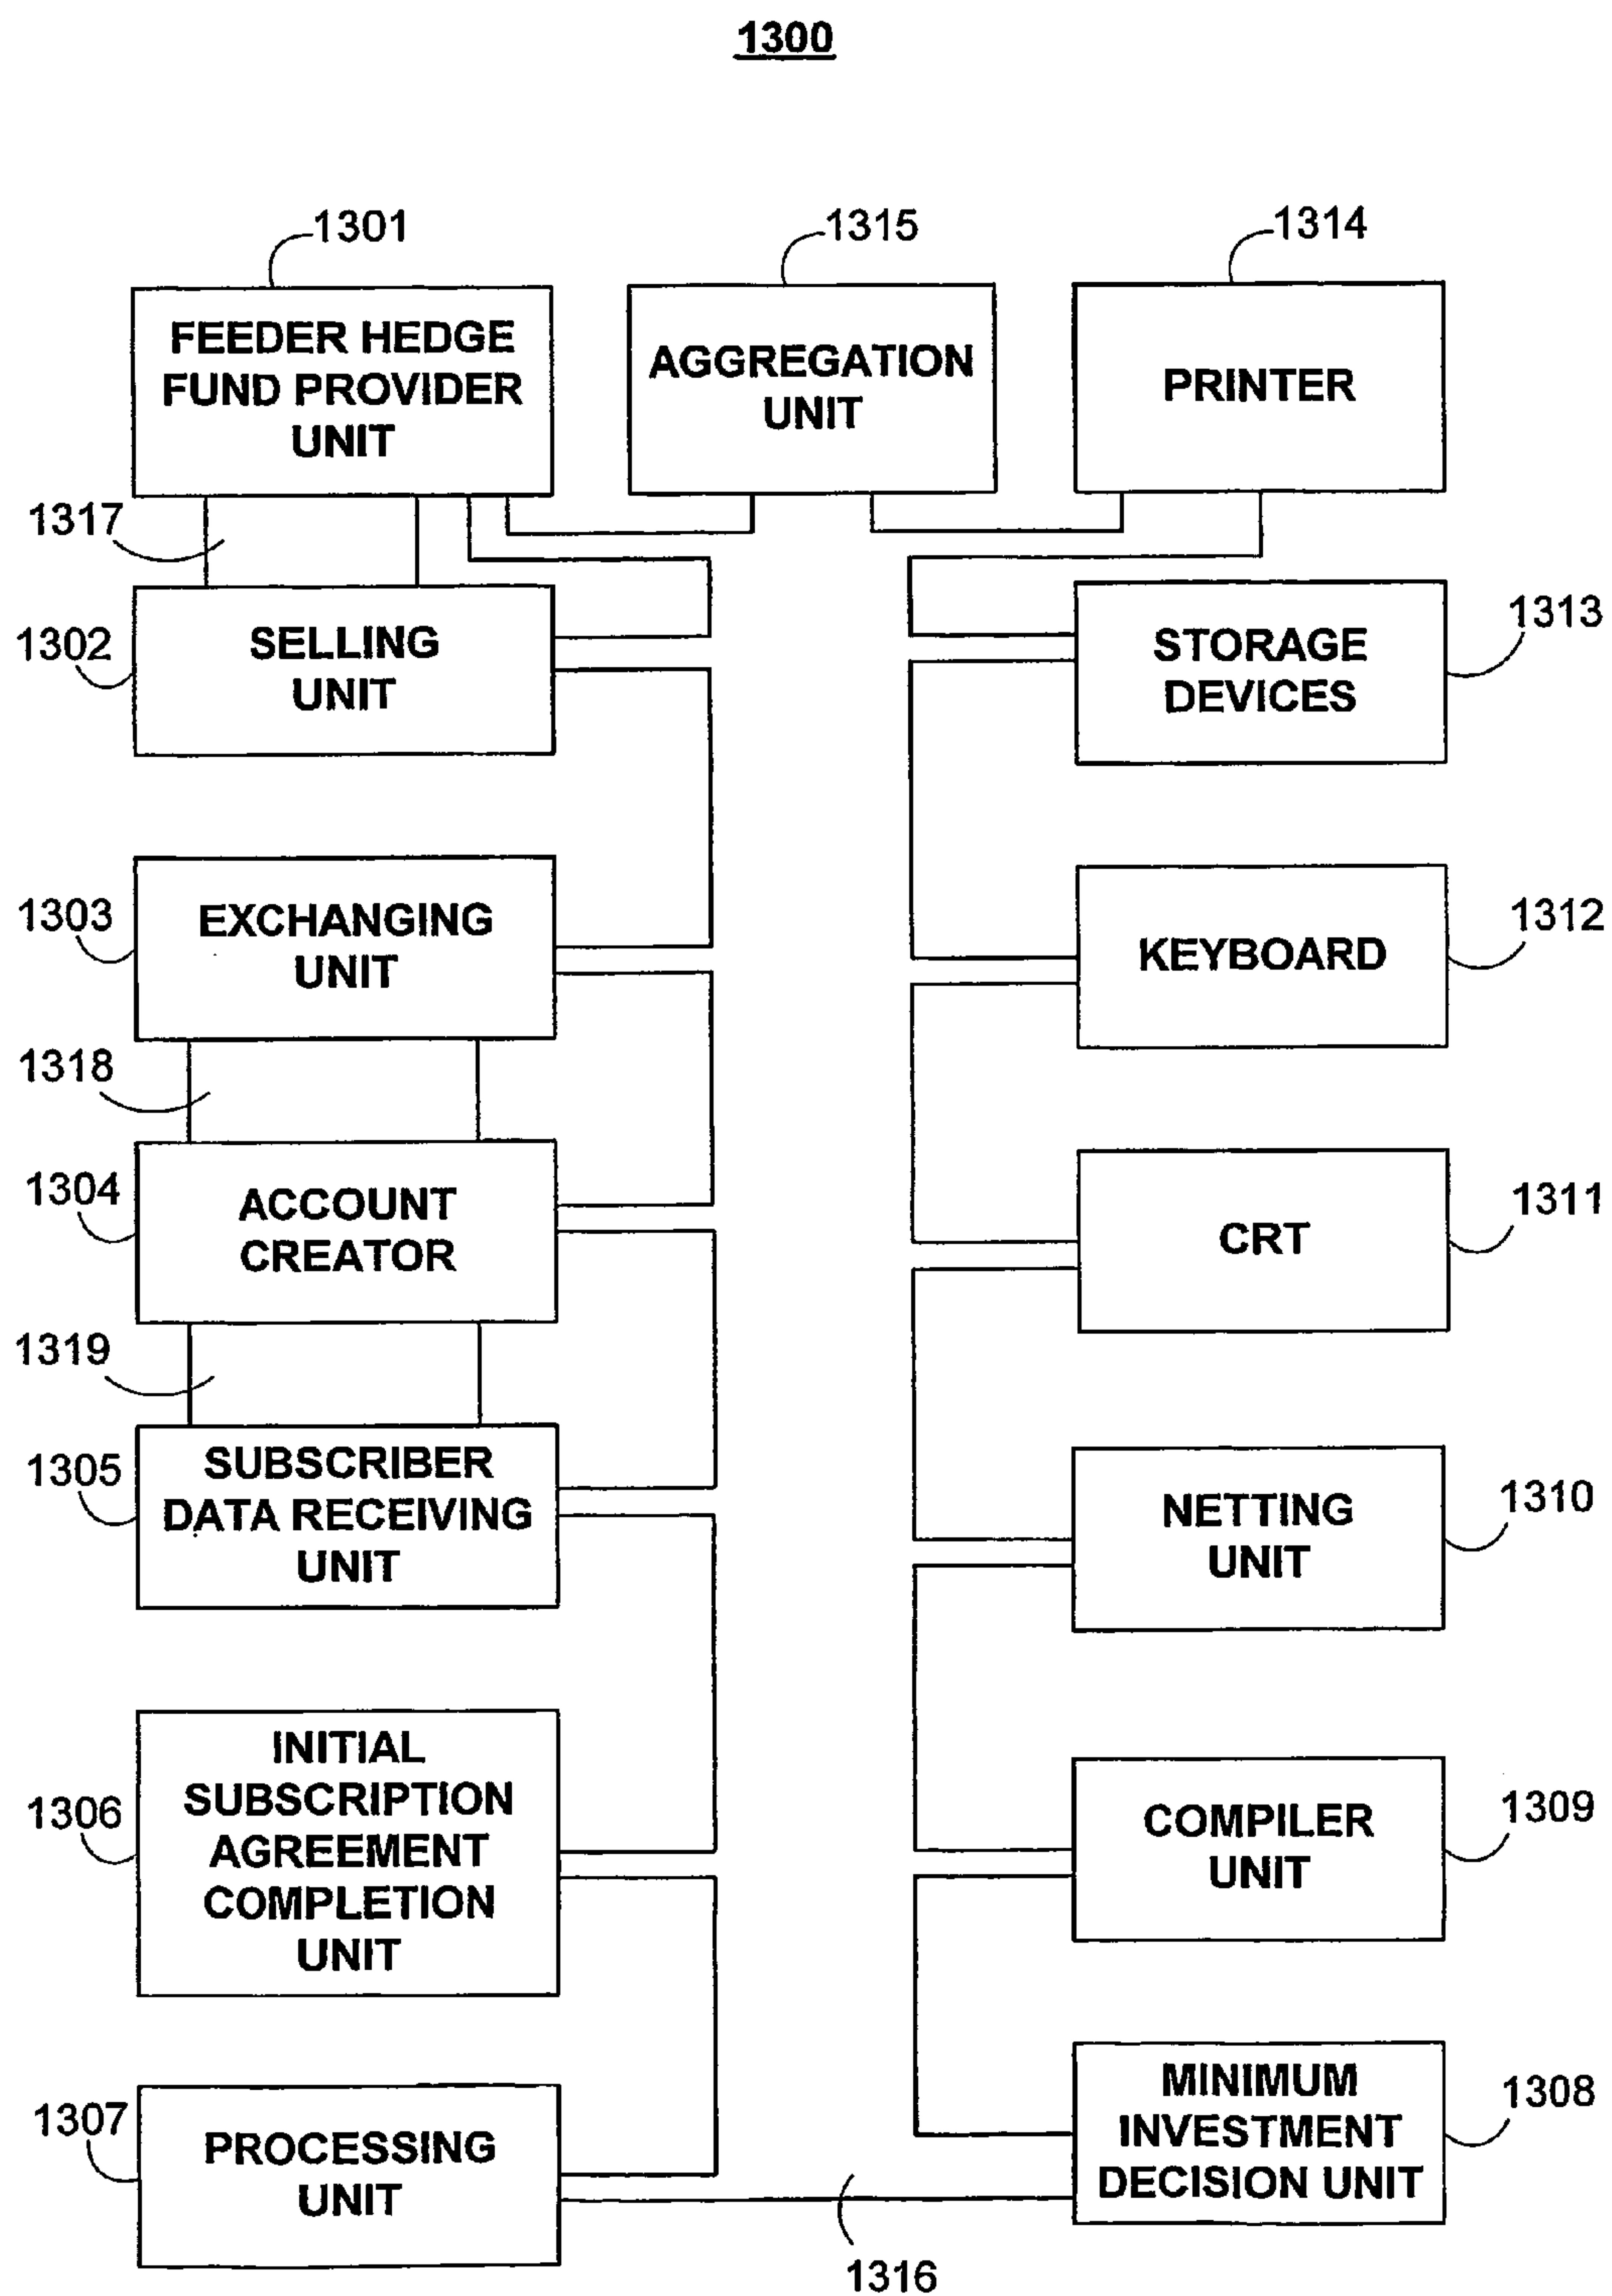 1300
1301
1315
1314
FEEDER HEDGE
FUND PROVIDER
UNIT
AGGREGATION
UNIT
PRINTER
1317
1302
SELLING
UNIT
STORAGE
DEVICES
1313
1303
EXCHANGING
UNIT
KEYBOARD
1312
1318
1304
ACCOUNT
CREATOR
CRT
1311
1319
1305
SUBSCRIBER
DATA RECEIVING
UNIT
NETTING
UNIT
1310
1306
INITIAL
SUBSCRIPTION
AGREEMENT
COMPLETION
UNIT
COMPILER
UNIT
1309
1307
PROCESSING
UNIT
MINIMUM
INVESTMENT
DECISION UNIT
1308
1316